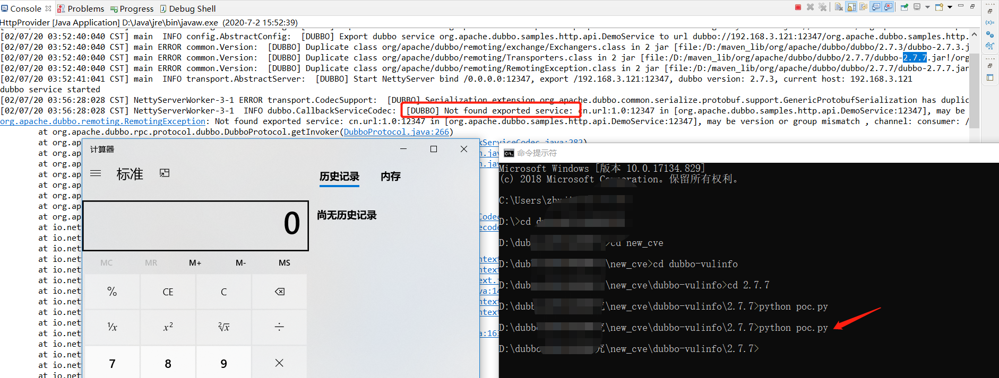 Console Problems Progress Debug Shell
HttpProvider [Java Application] D:\Java\jre\bin\javaw.exe (2020-7-2 15:52:39)
[02/07/20 03:52:40:040 CST] main INFO config.AbstractConfig: [DUBBO] Export dubbo service org.apache.dubbo.samples.http.api.DemoService to url dubbo://192.168.3.121:12347/org.apache.dubbo.samples.http.
[02/07/20 03:52:40:040 CST] main ERROR common.Version: [DUBBO] Duplicate class org/apache/dubbo/remoting/exchange/Exchangers.class in 2 jar [file:/D:/maven_lib/org/apache/dubbo/dubbo/2.7.3/dubbo-2.7.3.j
[02/07/20 03:52:40:040 CST] main ERROR common.Version: [DUBBO] Duplicate class org/apache/dubbo/remoting/Transporters.class in 2 jar [file:/D:/maven_lib/org/apache/dubbo/dubbo/2.7.7/dubbo-2.7.7.jar!/org
[02/07/20 03:52:40:040 CST] main ERROR common.Version: [DUBBO] Duplicate class org/apache/dubbo/remoting/RemotingException.class in 2 jar [file:/D:/maven_lib/org/apache/dubbo/dubbo/2.7.7/dubbo-2.7.7.jar
[02/07/20 03:52:41:041 CST] main INFO transport.AbstractServer: [DUBBO] Start NettyServer bind /0.0.0.0:12347, export /192.168.3.121:12347, dubbo version: 2.7.3, current host: 192.168.3.121
dubbo service started
[02/07/20 03:56:28:028 CST] NettyServerWorker-3-1 ERROR transport.CodecSupport: [DUBBO] Serialization extension org.apache.dubbo.common.serialize.protobuf.support.GenericProtobufSerialization has duplic
[02/07/20 03:56:28:028 CST] NettyServerWorker-3-1 INFO dubbo.CallbackServiceCodec: [DUBBO] Not found exported service: cn.url:1.0:12347 in [org.apache.dubbo.samples.http.api.DemoService:12347], may be
org.apache.dubbo.remoting.RemotingException: Not found exported service: cn.url:1.0:12347 in [org.apache.dubbo.samples.http.api.DemoService:12347], may be version or group mismatch , channel: consumer: /
at org.apache.dubbo.rpc.protocol.dubbo.DubboProtocol.getInvoker(DubboProtocol.java:266)
at org.ap
kServiceCodec.java:282)
at org.ap
n.jav
at org.ap
n.jav
at org.ap
at org.ap
at org.ap
at org.ap
at org.ap
Codec
at io.net
ecode
at io.net
at io.net
at io.net
ntext
at io.net
ntext
at io.net
ext.
at io.net
va:14
at io.net
ntext
at io.net
ntext
at io.net
at io.net
a:16
at io.net
at io.net
at io.net
at io.net
计算器
标准
历史记录 内存
0
尚无历史记录
MC MR M+ M- MS
% CE C
¹⁄x x² ²√x ÷
7 8 9 ×
命令提示符
Microsoft Windows [版本 10.0.17134.829]
(c) 2018 Microsoft Corporation。保留所有权利。
C:\Users\zh
D:\>cd d
D:\dub >cd new_cve
D:\dub \new_cve>cd dubbo-vulinfo
D:\dub \new_cve\dubbo-vulinfo>cd 2.7.7
D:\dubb \new_cve\dubbo-vulinfo\2.7.7>python poc.py
D:\dubb \new_cve\dubbo-vulinfo\2.7.7>python poc.py
D:\dubbo 究\new_cve\dubbo-vulinfo\2.7.7>